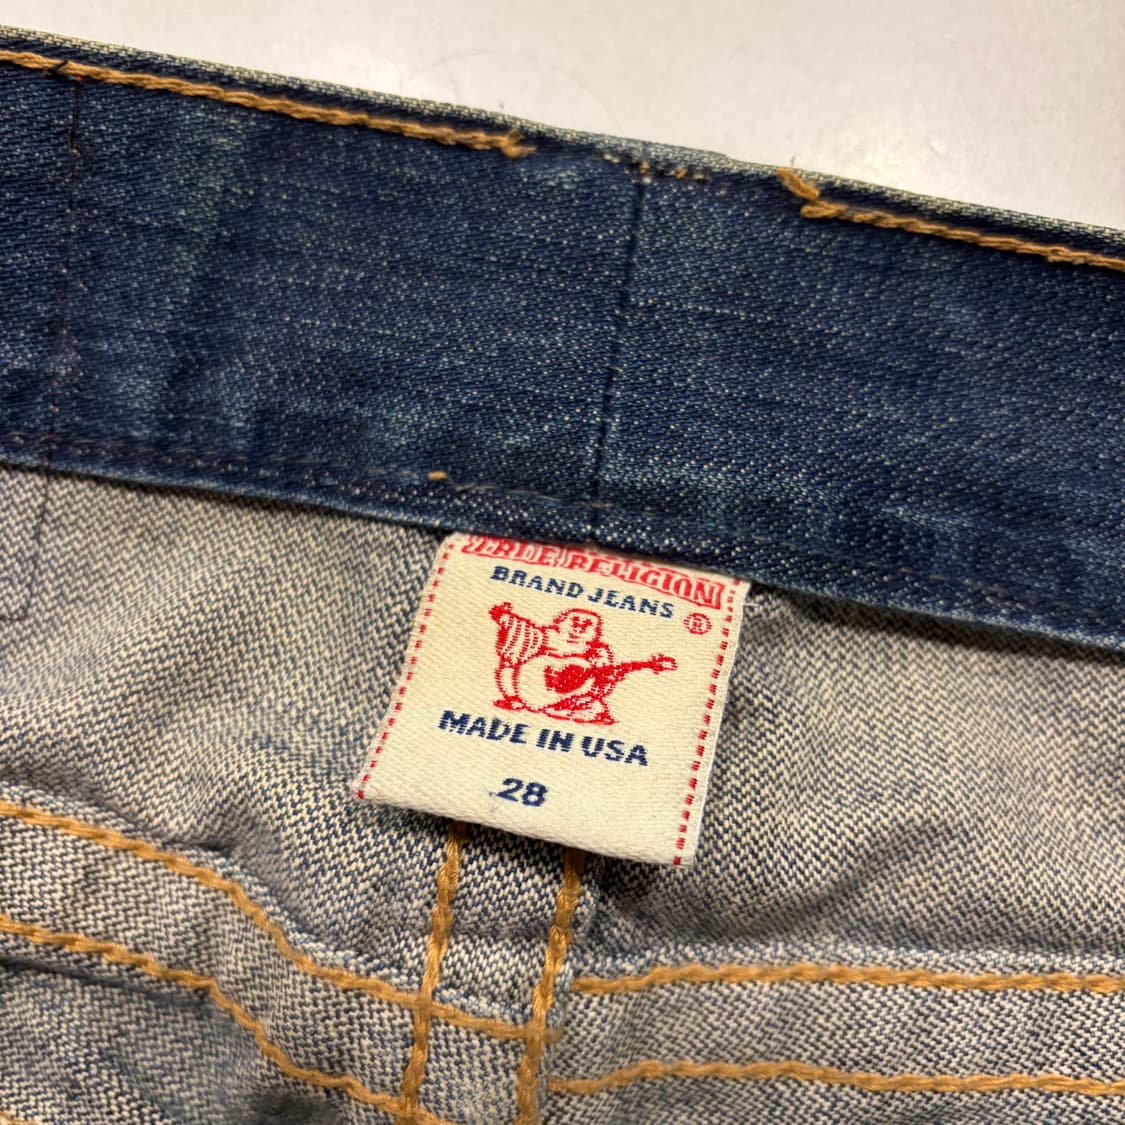 TRUE RELIGION
BRAND JEANS
®
MADE IN USA
28